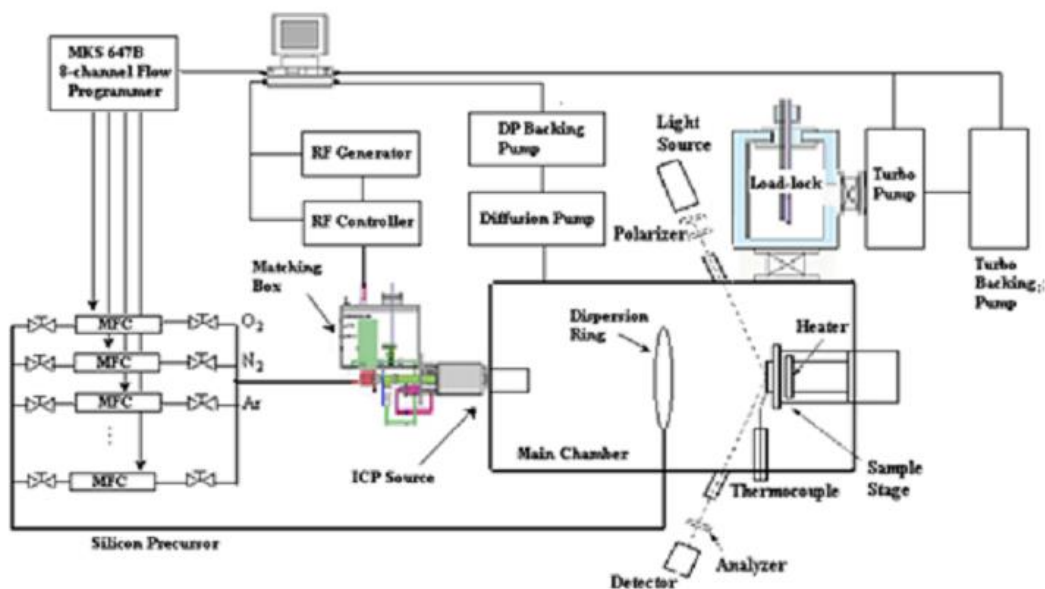 MKS 647B
8-channel Flow
Programmer
RF Generator
RF Controller
DP Backing
Pump
Diffusion Pump
Light
Source
Polarizer
Load-lock
Turbo
Pump
Turbo
Backing
Pump
Matching
Box
MFC
O2
MFC
N2
MFC
Ar
MFC
ICP Source
Dispersion
Ring
Heater
Main Chamber
Thermocouple
Sample
Stage
Silicon Precursor
Analyzer
Detector